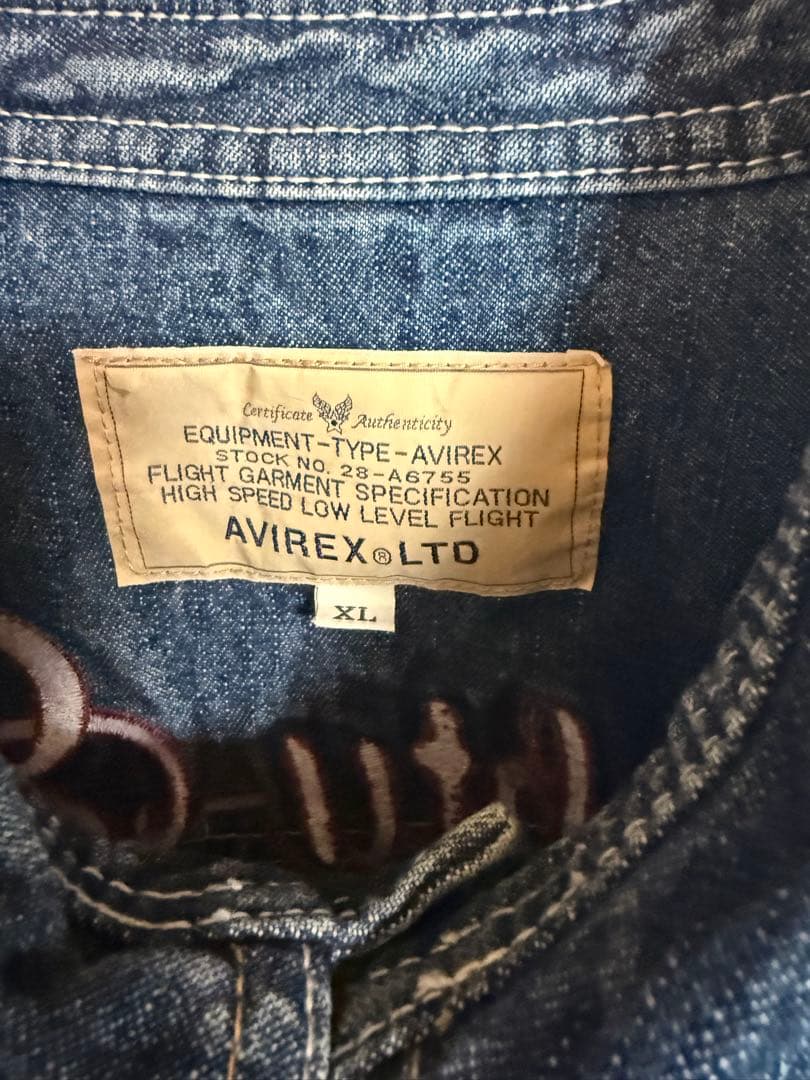 Certificate Authenticity
EQUIPMENT-TYPE-AVIREX
STOCK NO. 28-A6755
FLIGHT GARMENT SPECIFICATION
HIGH SPEED LOW LEVEL FLIGHT
AVIREX® LTD
XL